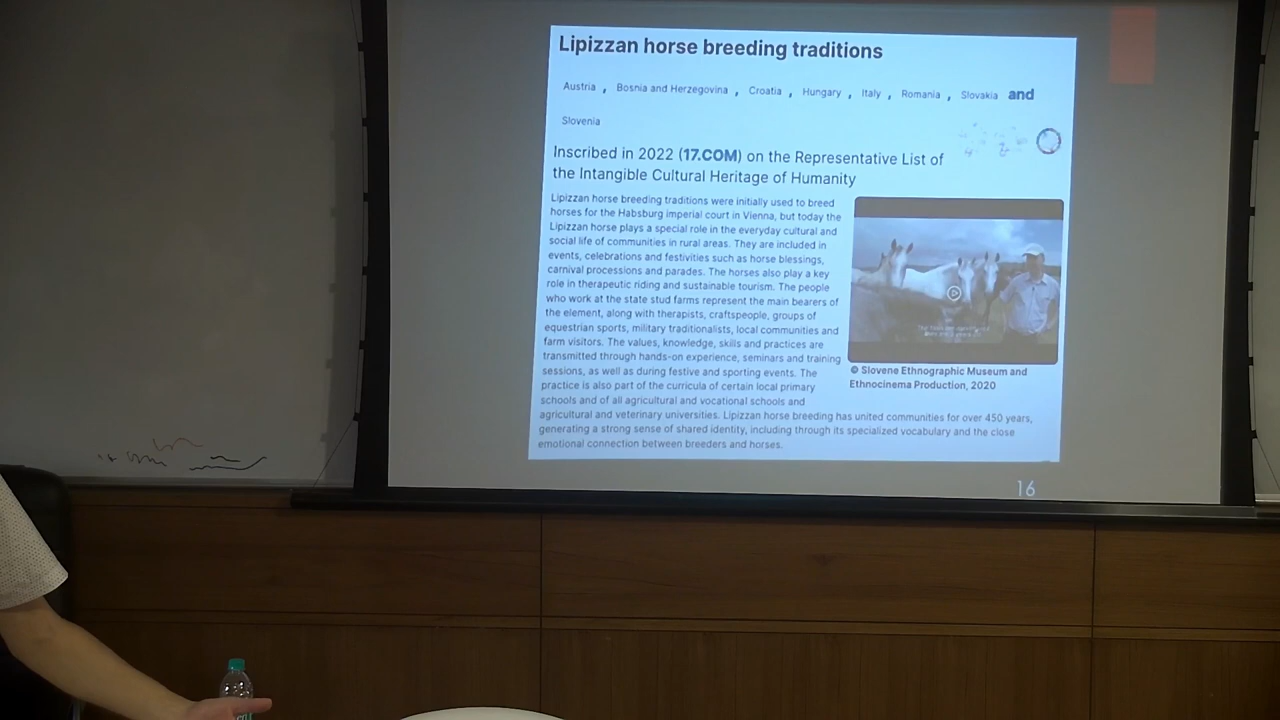 Lipizzan horse breeding traditions
Austria , Bosnia and Herzegovina , Croatia , Hungary , Italy , Romania , Slovakia and
Slovenia
Inscribed in 2022 (17.COM) on the Representative List of
the Intangible Cultural Heritage of Humanity
Lipizzan horse breeding traditions were initially used to breed
horses for the Habsburg imperial court in Vienna, but today the
Lipizzan horse plays a special role in the everyday cultural and
social life of communities in rural areas. They are included in
events, celebrations and festivities such as horse blessings,
carnival processions and parades. The horses also play a key
role in therapeutic riding and sustainable tourism. The people
who work at the state stud farms represent the main bearers of
the element, along with therapists, craftspeople, groups of
equestrian sports, military traditionalists, local communities and
farm visitors. The values, knowledge, skills and practices are
transmitted through hands-on experience, seminars and training
sessions, as well as during festive and sporting events. The
practice is also part of the curricula of certain local primary
schools and of all agricultural and vocational schools and
agricultural and veterinary universities. Lipizzan horse breeding has united communities for over 450 years,
generating a strong sense of shared identity, including through its specialized vocabulary and the close
emotional connection between breeders and horses.
© Slovene Ethnographic Museum and
Ethnocinema Production, 2020
16